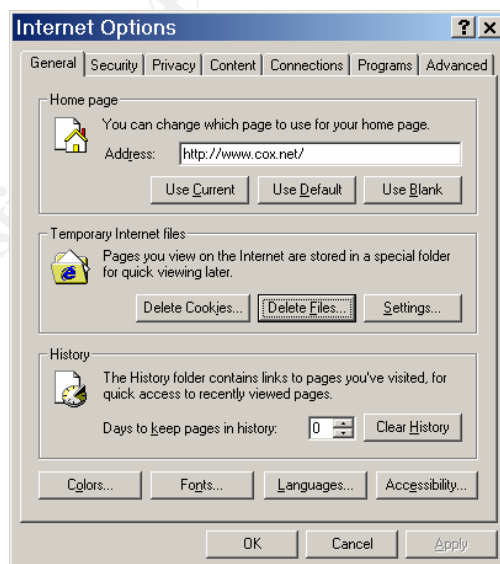 Internet Options
General Security Privacy Content Connections Programs Advanced
Home page
You can change which page to use for your home page.
Address: http://www.cox.net/
Use Current Use Default Use Blank
Temporary Internet files
Pages you view on the Internet are stored in a special folder
for quick viewing later.
Delete Cookies... Delete Files... Settings...
History
The History folder contains links to pages you've visited, for
quick access to recently viewed pages.
Days to keep pages in history: 0 Clear History
Colors... Fonts... Languages... Accessibility...
OK Cancel Apply